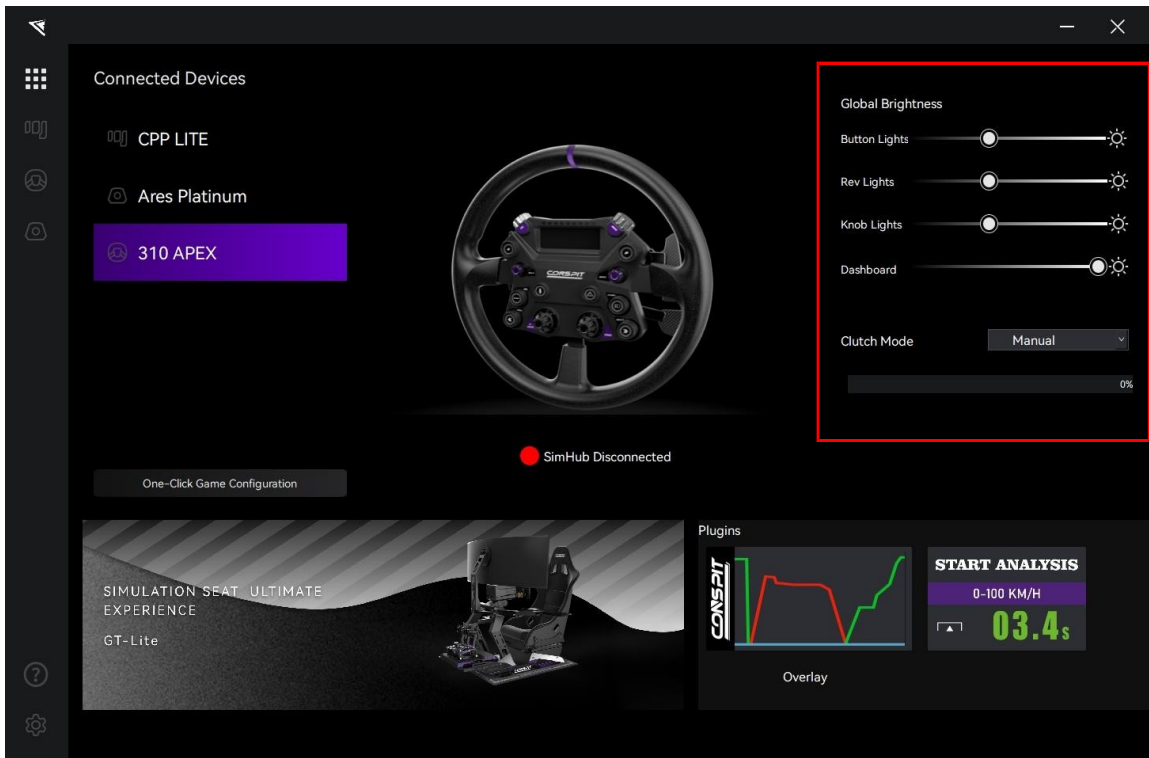 Connected Devices
CPP LITE
Ares Platinum
310 APEX
CORSPIT
SimHub Disconnected
One-Click Game Configuration
Global Brightness
Button Lights
Rev Lights
Knob Lights
Dashboard
Clutch Mode
Manual
0%
SIMULATION SEAT ULTIMATE
EXPERIENCE
GT-Lite
Plugins
CONSPIT
Overlay
START ANALYSIS
0-100 KM/H
03.4s